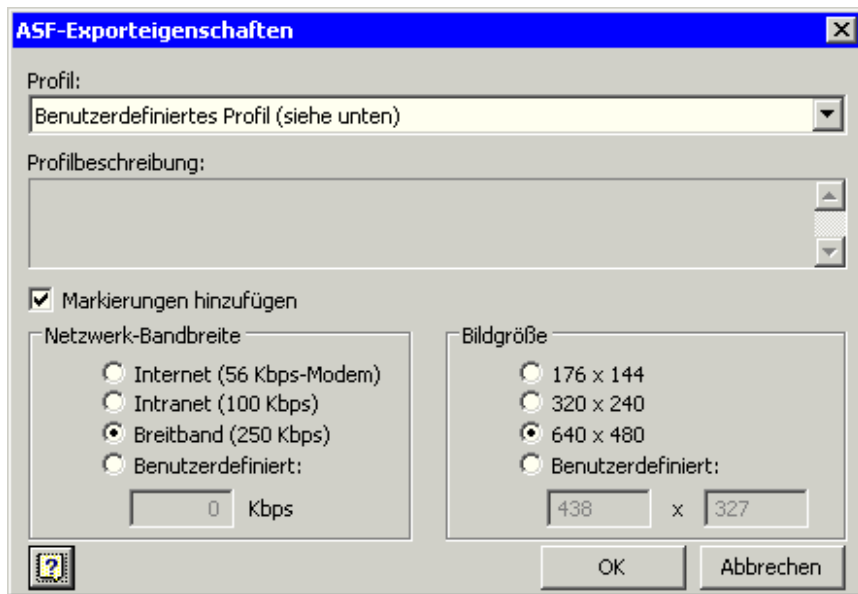 ASF-Exporteigenschaften
Profil:
Benutzerdefiniertes Profil (siehe unten)
Profilbeschreibung:
Markierungen hinzufügen
Netzwerk-Bandbreite
Internet (56 Kbps-Modem)
Intranet (100 Kbps)
Breitband (250 Kbps)
Benutzerdefiniert:
0 Kbps
Bildgröße
176 x 144
320 x 240
640 x 480
Benutzerdefiniert:
438 x 327
?
OK
Abbrechen